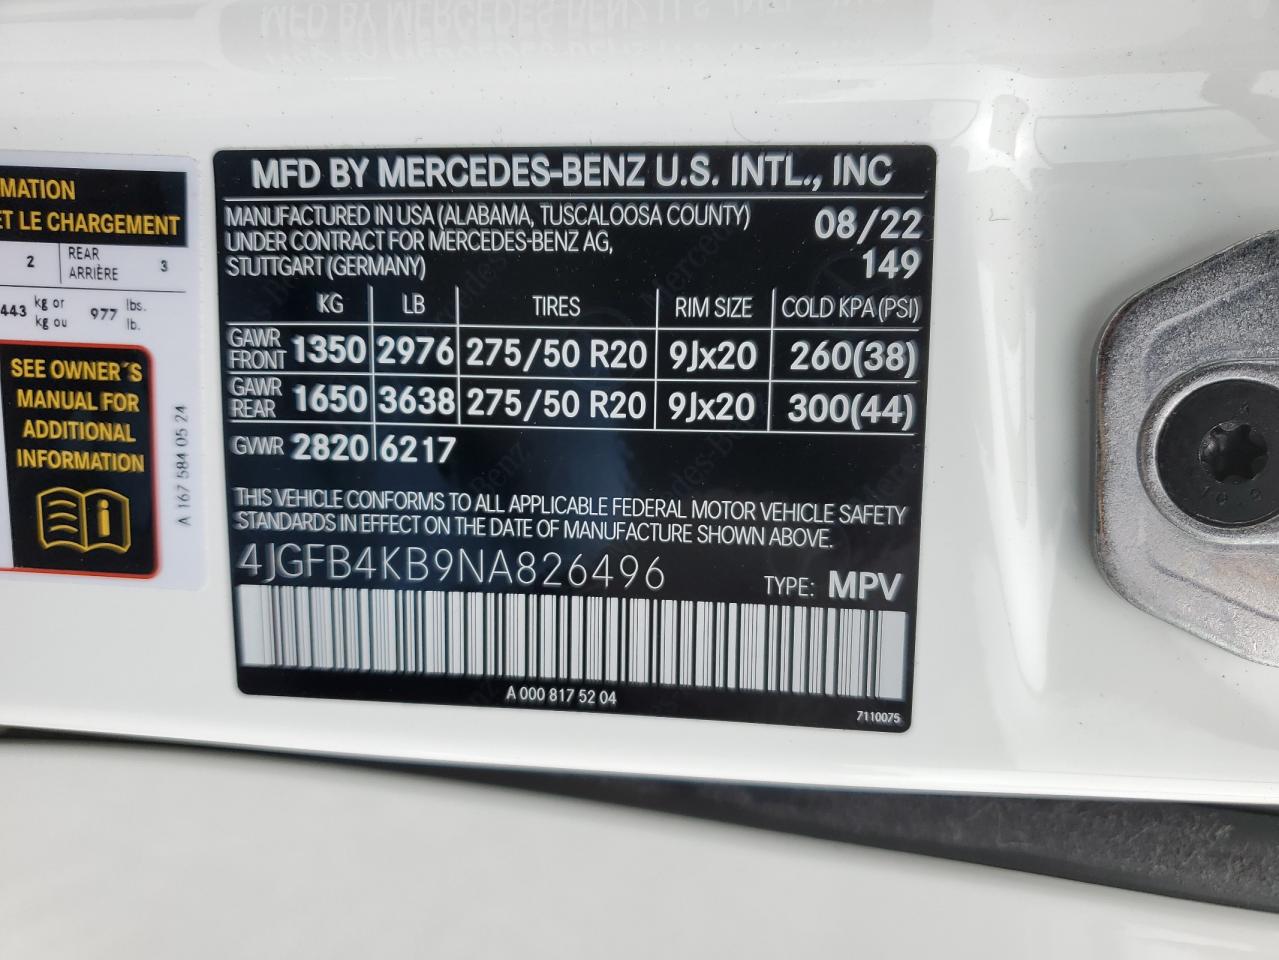 MATION
ET LE CHARGEMENT
2 REAR ARRIÈRE 3
443 kg or kg ou 977 lbs. lb.
SEE OWNER´S
MANUAL FOR
ADDITIONAL
INFORMATION
A 167 584 05 24
MFD BY MERCEDES-BENZ U.S. INTL., INC
MANUFACTURED IN USA (ALABAMA, TUSCALOOSA COUNTY) 08/22
UNDER CONTRACT FOR MERCEDES-BENZ AG,
STUTTGART (GERMANY) 149
KG LB TIRES RIM SIZE COLD KPA (PSI)
GAWR FRONT 1350 2976 275/50 R20 9Jx20 260(38)
GAWR REAR 1650 3638 275/50 R20 9Jx20 300(44)
GVWR 2820 6217
THIS VEHICLE CONFORMS TO ALL APPLICABLE FEDERAL MOTOR VEHICLE SAFETY
STANDARDS IN EFFECT ON THE DATE OF MANUFACTURE SHOWN ABOVE.
4JGFB4KB9NA826496 TYPE: MPV
A 000 817 52 04
7110075